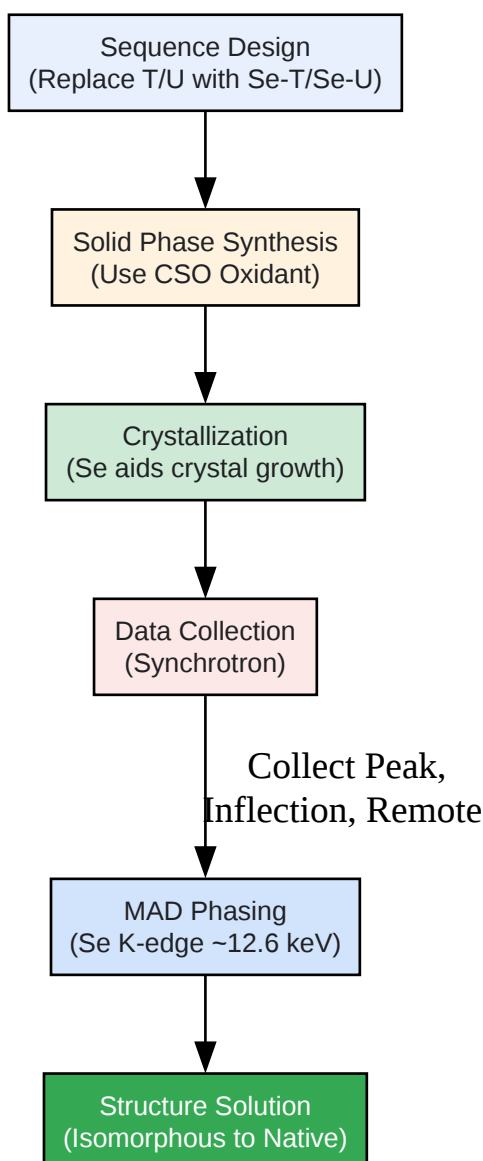 Sequence Design
(Replace T/U with Se-T/Se-U)
Solid Phase Synthesis
(Use CSO Oxidant)
Crystallization
(Se aids crystal growth)
Data Collection
(Synchrotron)
Collect Peak,
Inflection, Remote
MAD Phasing
(Se K-edge ~12.6 keV)
Structure Solution
(Isomorphous to Native)